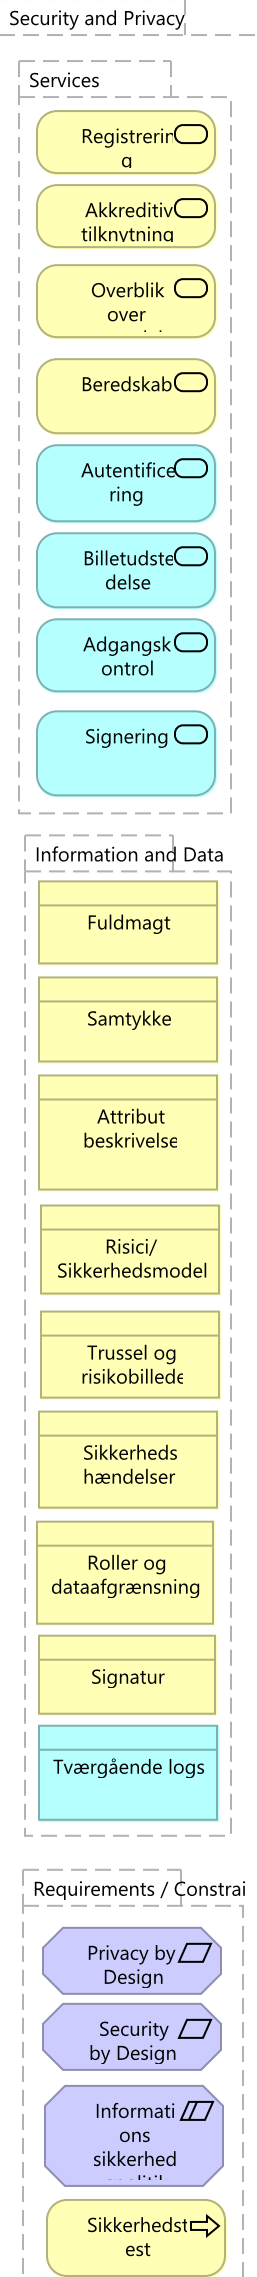 Security and Privacy
Services
Registrerin
g
Akkreditiv
tilknytning
Overblik
over
Beredskab
Autentifice
ring
Billetudste
delse
Adgangsk
ontrol
Signering
Information and Data
Fuldmagt
Samtykke
Attribut
beskrivelse
Risici/
Sikkerhedsmodel
Trussel og
risikobillede
Sikkerheds
hændelser
Roller og
dataafgrænsning
Signatur
Tværgående logs
Requirements / Constrai
Privacy by
Design
Security
by Design
Informati
ons
sikkerhed
Sikkerhedst
est